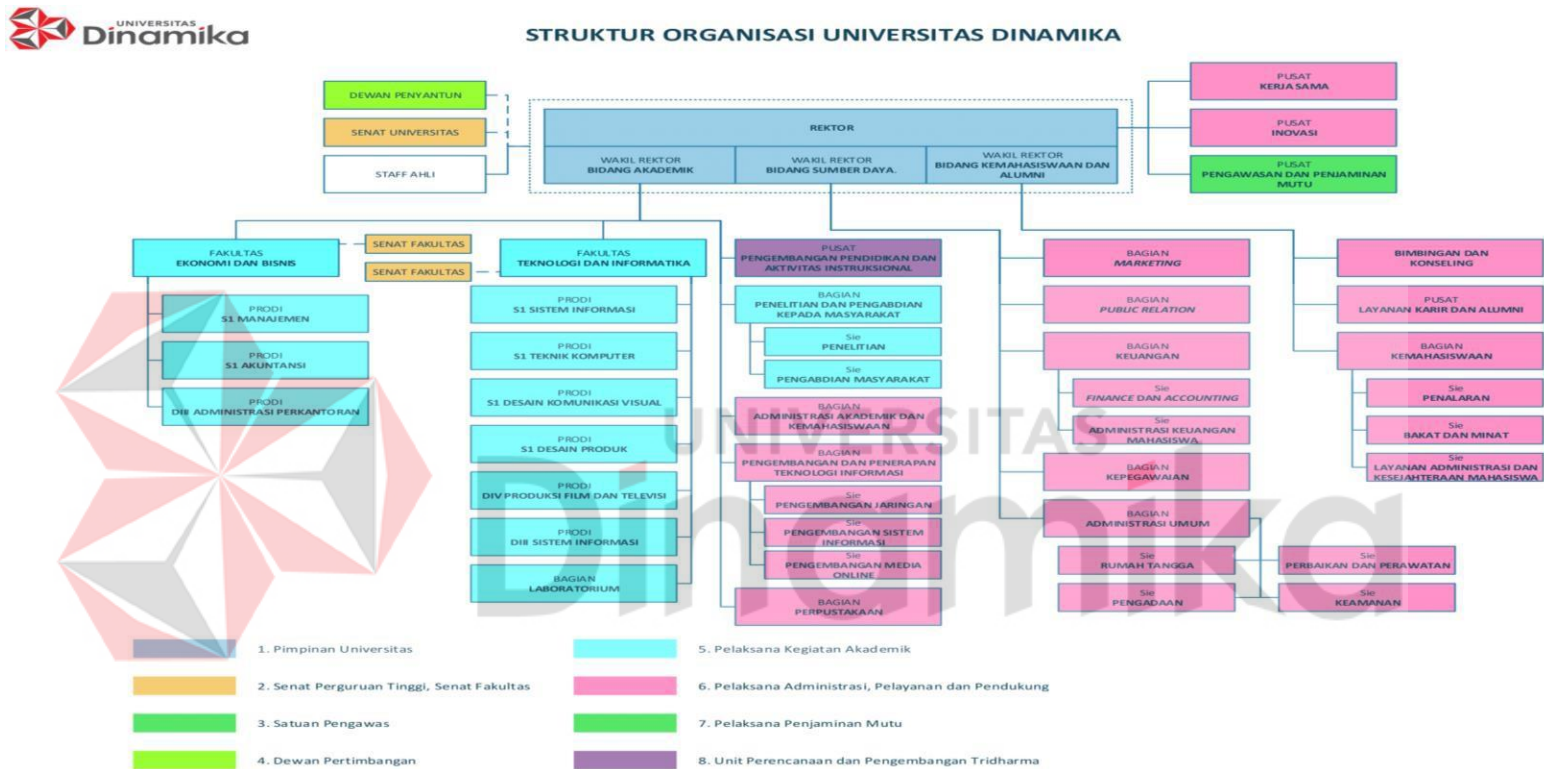 UNIVERSITAS
Dinamika
STRUKTUR ORGANISASI UNIVERSITAS DINAMIKA
DEWAN PENYANTUN
SENAT UNIVERSITAS
STAFF AHLI
REKTOR
WAKIL REKTOR
BIDANG AKADEMIK
WAKIL REKTOR
BIDANG SUMBER DAYA.
WAKIL REKTOR
BIDANG KEMAHASISWAAN DAN
ALUMNI
PUSAT
KERJA SAMA
PUSAT
INOVASI
PUSAT
PENGAWASAN DAN PENJAMINAN
MUTU
FAKULTAS
EKONOMI DAN BISNIS
SENAT FAKULTAS
SENAT FAKULTAS
FAKULTAS
TEKNOLOGI DAN INFORMATIKA
PRODI
S1 MANAJEMEN
PRODI
S1 AKUNTANSI
PRODI
DIII ADMINISTRASI PERKANTORAN
PRODI
S1 SISTEM INFORMASI
PRODI
S1 TEKNIK KOMPUTER
PRODI
S1 DESAIN KOMUNIKASI VISUAL
PRODI
S1 DESAIN PRODUK
PRODI
DIV PRODUKSI FILM DAN TELEVISI
PRODI
DIII SISTEM INFORMASI
BAGIAN
LABORATORIUM
PUSAT
PENGEMBANGAN PENDIDIKAN DAN
AKTIVITAS INSTRUKSIONAL
BAGIAN
PENELITIAN DAN PENGABDIAN
KEPADA MASYARAKAT
Sie
PENELITIAN
Sie
PENGABDIAN MASYARAKAT
BAGIAN
ADMINISTRASI AKADEMIK DAN
KEMAHASISWAAN
BAGIAN
PENGEMBANGAN DAN PENERAPAN
TEKNOLOGI INFORMASI
Sie
PENGEMBANGAN JARINGAN
Sie
PENGEMBANGAN SISTEM
INFORMASI
Sie
PENGEMBANGAN MEDIA
ONLINE
BAGIAN
PERPUSTAKAAN
BAGIAN
MARKETING
BAGIAN
PUBLIC RELATION
BAGIAN
KEUANGAN
Sie
FINANCE DAN ACCOUNTING
Sie
ADMINISTRASI KEUANGAN
MAHASISWA
BAGIAN
KEPEGAWAIAN
BAGIAN
ADMINISTRASI UMUM
Sie
RUMAH TANGGA
Sie
PENGADAAN
Sie
PERBAIKAN DAN PERAWATAN
Sie
KEAMANAN
BIMBINGAN DAN
KONSELING
PUSAT
LAYANAN KARIR DAN ALUMNI
BAGIAN
KEMAHASISWAAN
Sie
PENALARAN
Sie
BAKAT DAN MINAT
Sie
LAYANAN ADMINISTRASI DAN
KESEJAHTERAAN MAHASISWA
UNIVERSITAS
Dinamika
1. Pimpinan Universitas
2. Senat Perguruan Tinggi, Senat Fakultas
3. Satuan Pengawas
4. Dewan Pertimbangan
5. Pelaksana Kegiatan Akademik
6. Pelaksana Administrasi, Pelayanan dan Pendukung
7. Pelaksana Penjaminan Mutu
8. Unit Perencanaan dan Pengembangan Tridharma